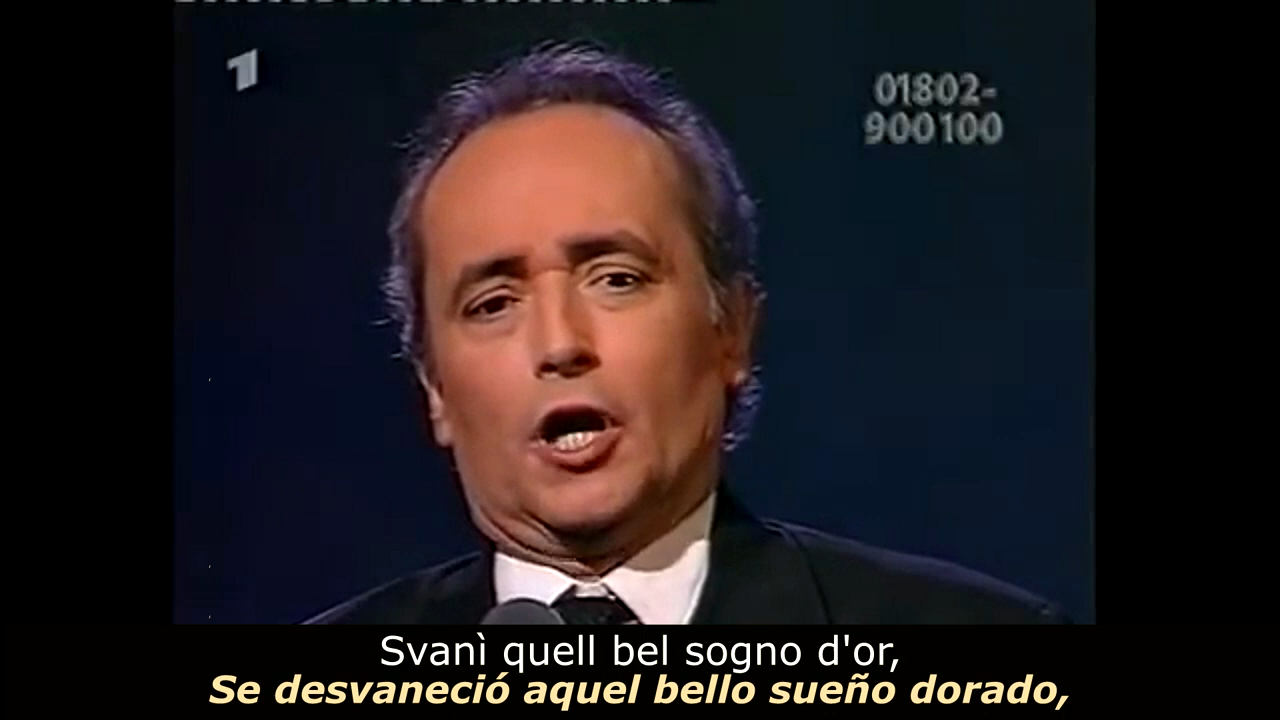 1
01802-
900100
Svanì quell bel sogno d'or,
Se desvaneció aquel bello sueño dorado,